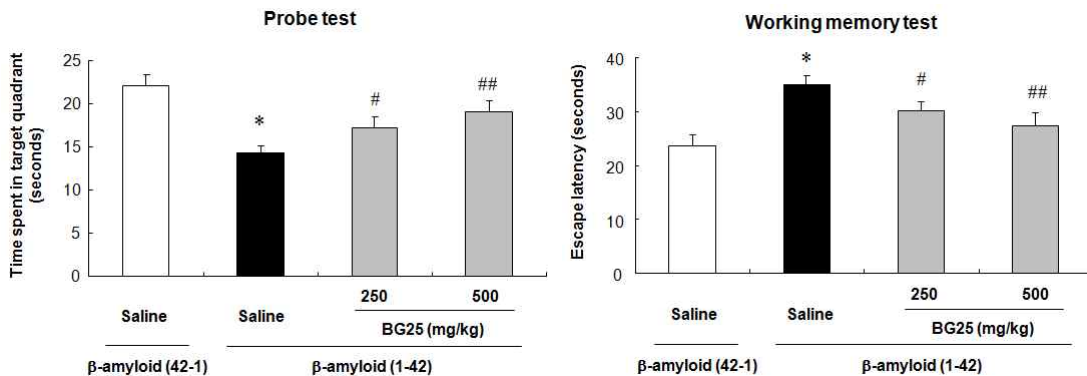 Probe test
Time spent in target quadrant
(seconds)
25
20
15
10
5
0
*
#
##
250
500
Saline
Saline
BG25 (mg/kg)
β-amyloid (42-1)
β-amyloid (1-42)
Working memory test
Escape latency (seconds)
40
30
20
10
0
*
#
##
250
500
Saline
Saline
BG25 (mg/kg)
β-amyloid (42-1)
β-amyloid (1-42)